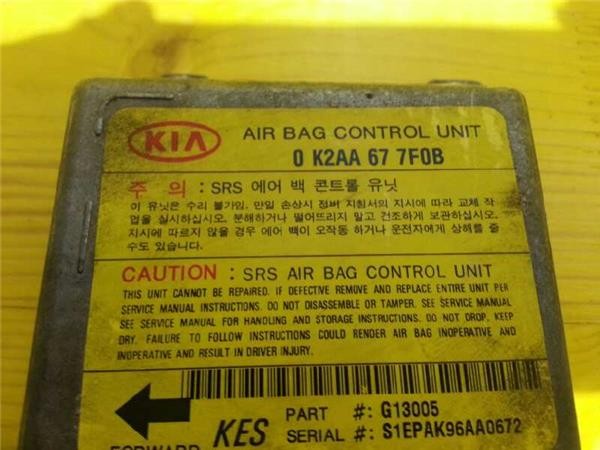 KIA AIR BAG CONTROL UNIT
0 K2AA 67 7F0B
주 의 : SRS 에어 백 콘트롤 유닛
이 유닛은 수리 불가임. 만일 손상시 정비 지침서의 지시에 따라 교체 작
업을 실시하십시오. 분해하거나 떨어뜨리지 말고 건조하게 보관하십시오.
지시에 따르지 않을 경우 에어 백이 오작동 하거나 운전자에게 상해를 줄
수도 있습니다.
CAUTION : SRS AIR BAG CONTROL UNIT
THIS UNIT CANNOT BE REPAIRED. IF DEFECTIVE REMOVE AND REPLACE ENTIRE UNIT PER
SERVICE MANUAL INSTRUCTIONS. DO NOT DISASSEMBLE OR TAMPER. SEE SERVICE MANUAL
SEE SERVICE MANUAL FOR HANDLING AND STORAGE INSTRUCTIONS. DO NOT DROP. KEEP
DRY. FAILURE TO FOLLOW INSTRUCTIONS COULD RENDER AIR BAG INOPERATIVE AND
INOPERATIVE AND RESULT IN DRIVER INJURY.
KES PART #: G13005
SERIAL #: S1EPAK96AA0672
FORWARD